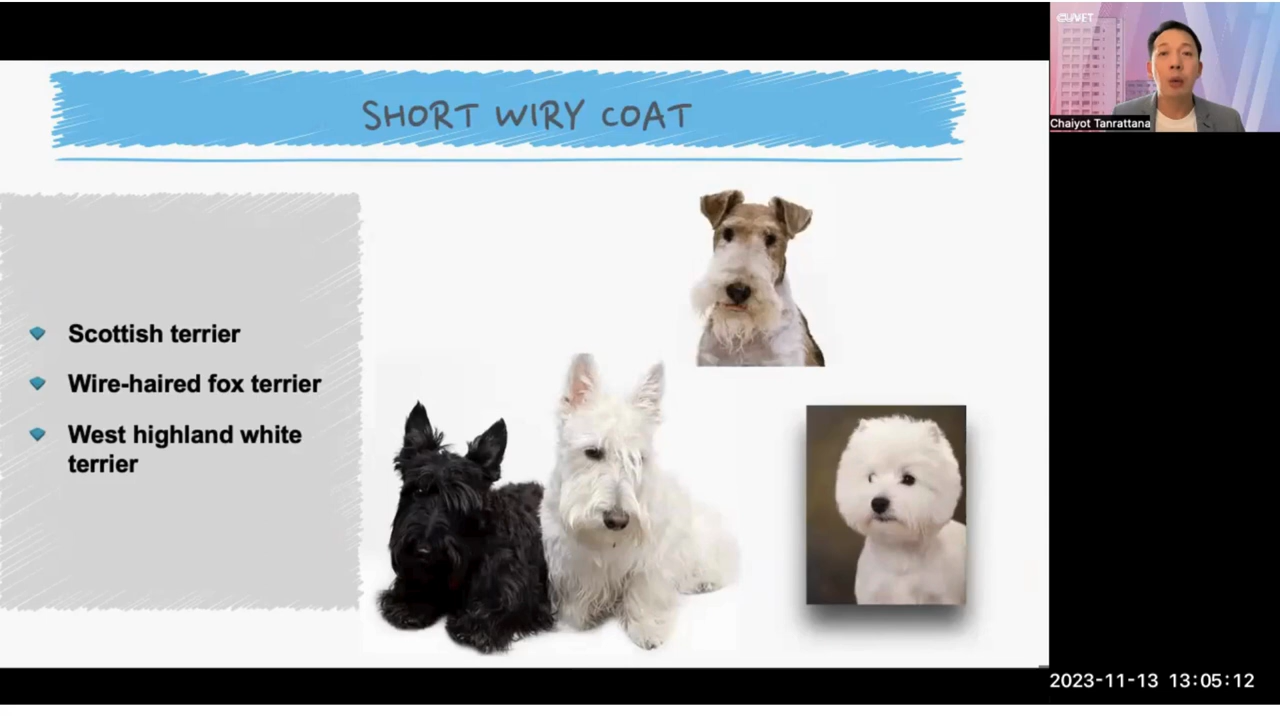 SHORT WIRY COAT
Scottish terrier
Wire-haired fox terrier
West highland white
terrier
CUVET
Chaiyot Tanrattana
2023-11-13 13:05:12